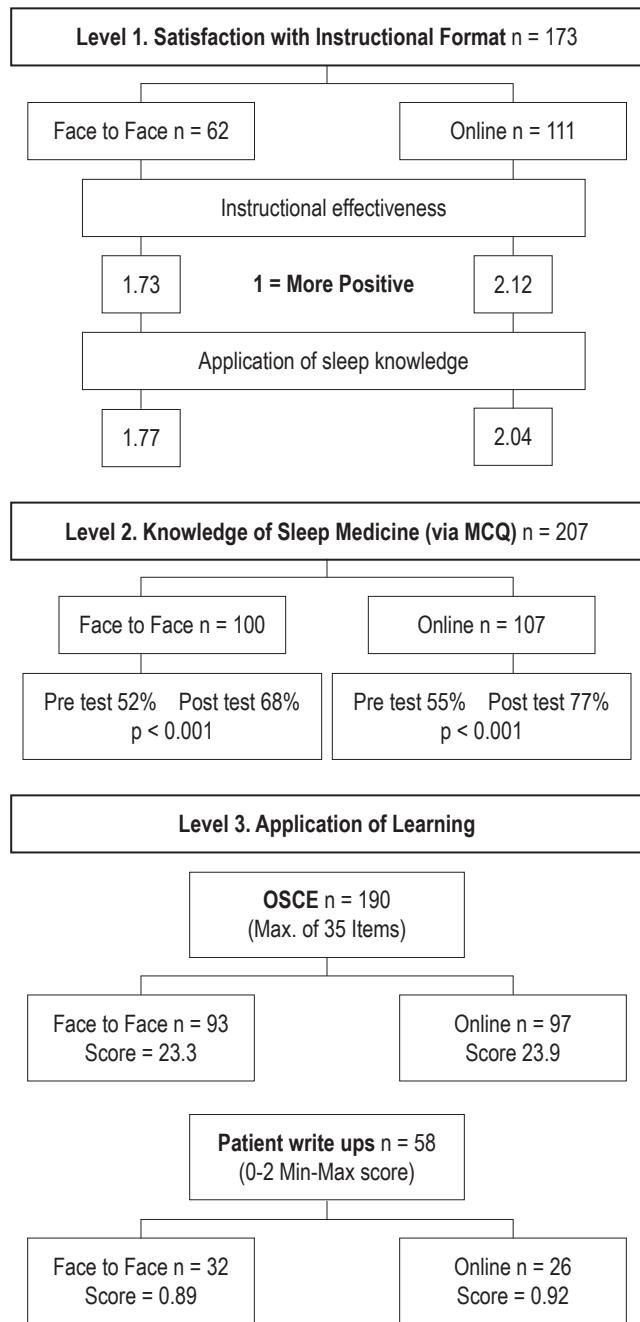 Level 1. Satisfaction with Instructional Format n = 173
Face to Face n = 62
Online n = 111
Instructional effectiveness
1.73
1 = More Positive
2.12
Application of sleep knowledge
1.77
2.04
Level 2. Knowledge of Sleep Medicine (via MCQ) n = 207
Face to Face n = 100
Online n = 107
Pre test 52% Post test 68%
p < 0.001
Pre test 55% Post test 77%
p < 0.001
Level 3. Application of Learning
OSCE n = 190
(Max. of 35 Items)
Face to Face n = 93
Score = 23.3
Online n = 97
Score 23.9
Patient write ups n = 58
(0-2 Min-Max score)
Face to Face n = 32
Score = 0.89
Online n = 26
Score = 0.92